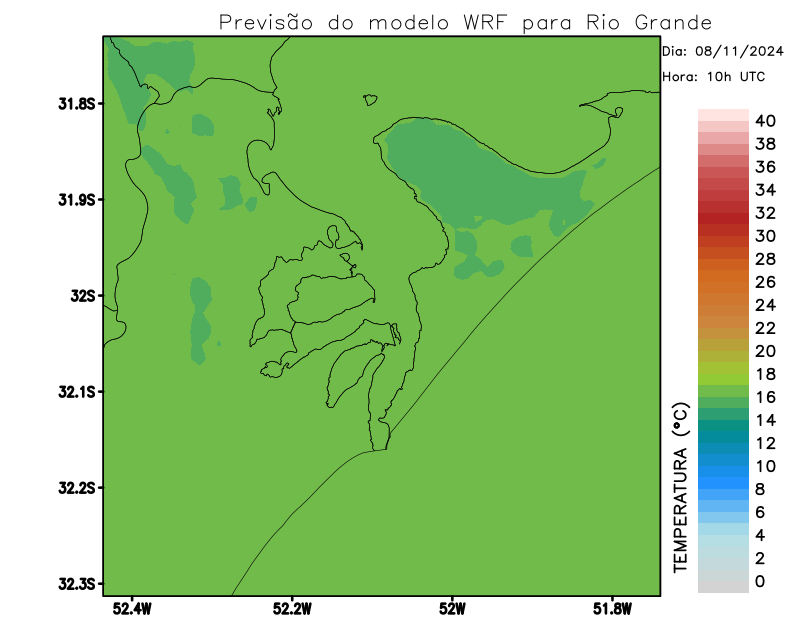 Previsão do modelo WRF para Rio Grande
Dia: 08/11/2024
Hora: 10h UTC
31.8S
31.9S
32S
32.1S
32.2S
32.3S
52.4W
52.2W
52W
51.8W
TEMPERATURA (°C)
40
38
36
34
32
30
28
26
24
22
20
18
16
14
12
10
8
6
4
2
0